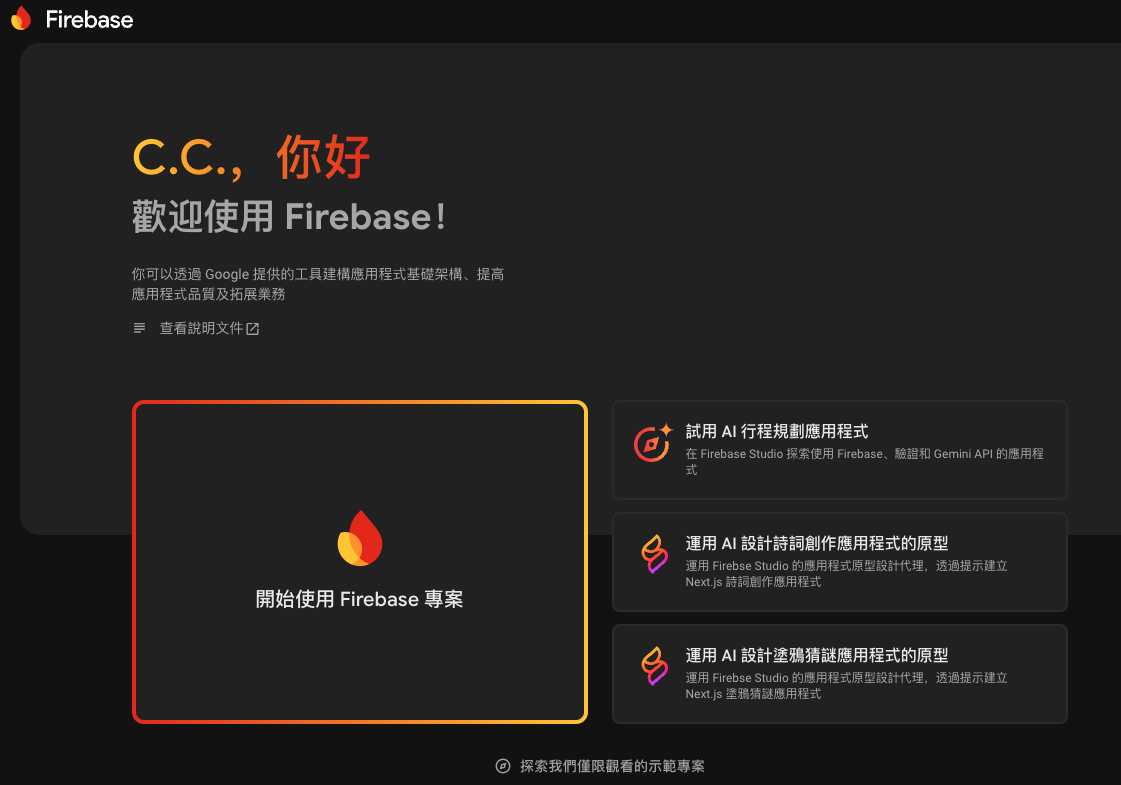 Firebase
C.C.，你好
歡迎使用 Firebase！
你可以透過 Google 提供的工具建構應用程式基礎架構、提高
應用程式品質及拓展業務
查看說明文件
開始使用 Firebase 專案
試用 AI 行程規劃應用程式
在 Firebase Studio 探索使用 Firebase、驗證和 Gemini API 的應用程
式
運用 AI 設計詩詞創作應用程式的原型
運用 Firebse Studio 的應用程式原型設計代理，透過提示建立
Next.js 詩詞創作應用程式
運用 AI 設計塗鴉猜謎應用程式的原型
運用 Firebse Studio 的應用程式原型設計代理，透過提示建立
Next.js 塗鴉猜謎應用程式
探索我們僅限觀看的示範專案